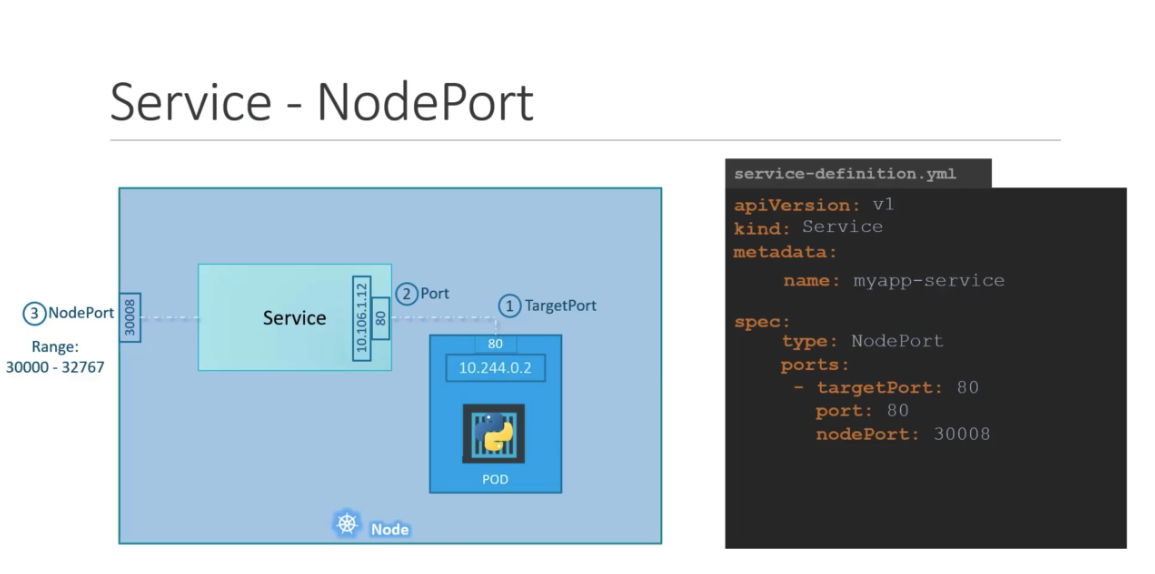 Service - NodePort
3 NodePort
Range:
30000 - 32767
30008
Service
10.106.1.12
80
2 Port
1 TargetPort
80
10.244.0.2
POD
Node
service-definition.yml
apiVersion: v1
kind: Service
metadata:
name: myapp-service
spec:
type: NodePort
ports:
- targetPort: 80
port: 80
nodePort: 30008